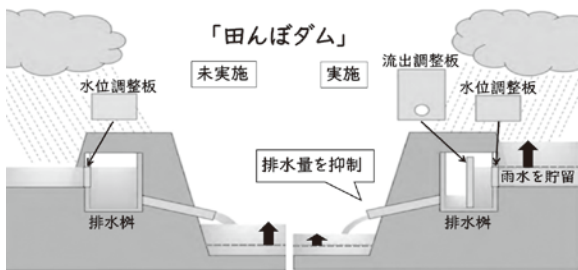 「田んぼダム」
未実施
実施
水位調整板
流出調整板
水位調整板
排水量を抑制
雨水を貯留
排水桝
排水桝